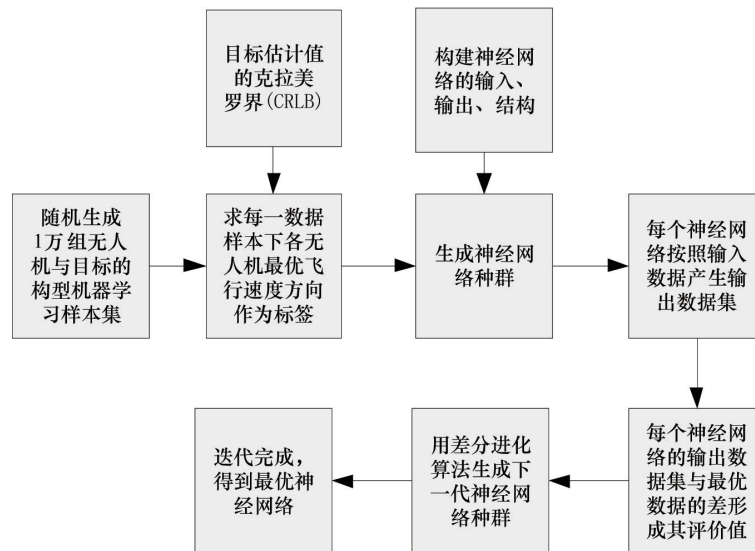 目标估计值
的克拉美
罗界(CRLB)
构建神经网
络的输入、
输出、结构
随机生成
1万组无人
机与目标的
构型机器学
习样本集
求每一数据
样本下各无
人机最优飞
行速度方向
作为标签
生成神经网
络种群
每个神经网
络按照输入
数据产生输
出数据集
迭代完成，
得到最优神
经网络
用差分进化
算法生成下
一代神经网
络种群
每个神经网
络的输出数
据集与最优
数据的差形
成其评价值